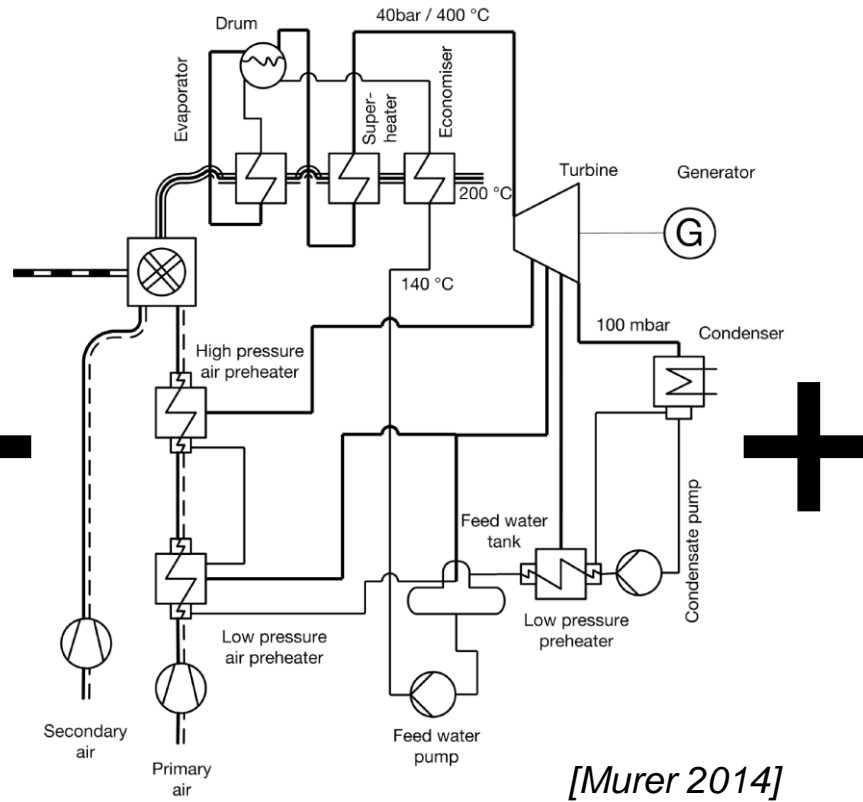 Drum
40bar / 400 °C
Evaporator
Super-
heater
Economiser
200 °C
Turbine
Generator
G
140 °C
100 mbar
Condenser
High pressure
air preheater
Feed water
tank
Condensate pump
Low pressure
preheater
Low pressure
air preheater
Secondary
air
Primary
air
Feed water
pump
[Murer 2014]